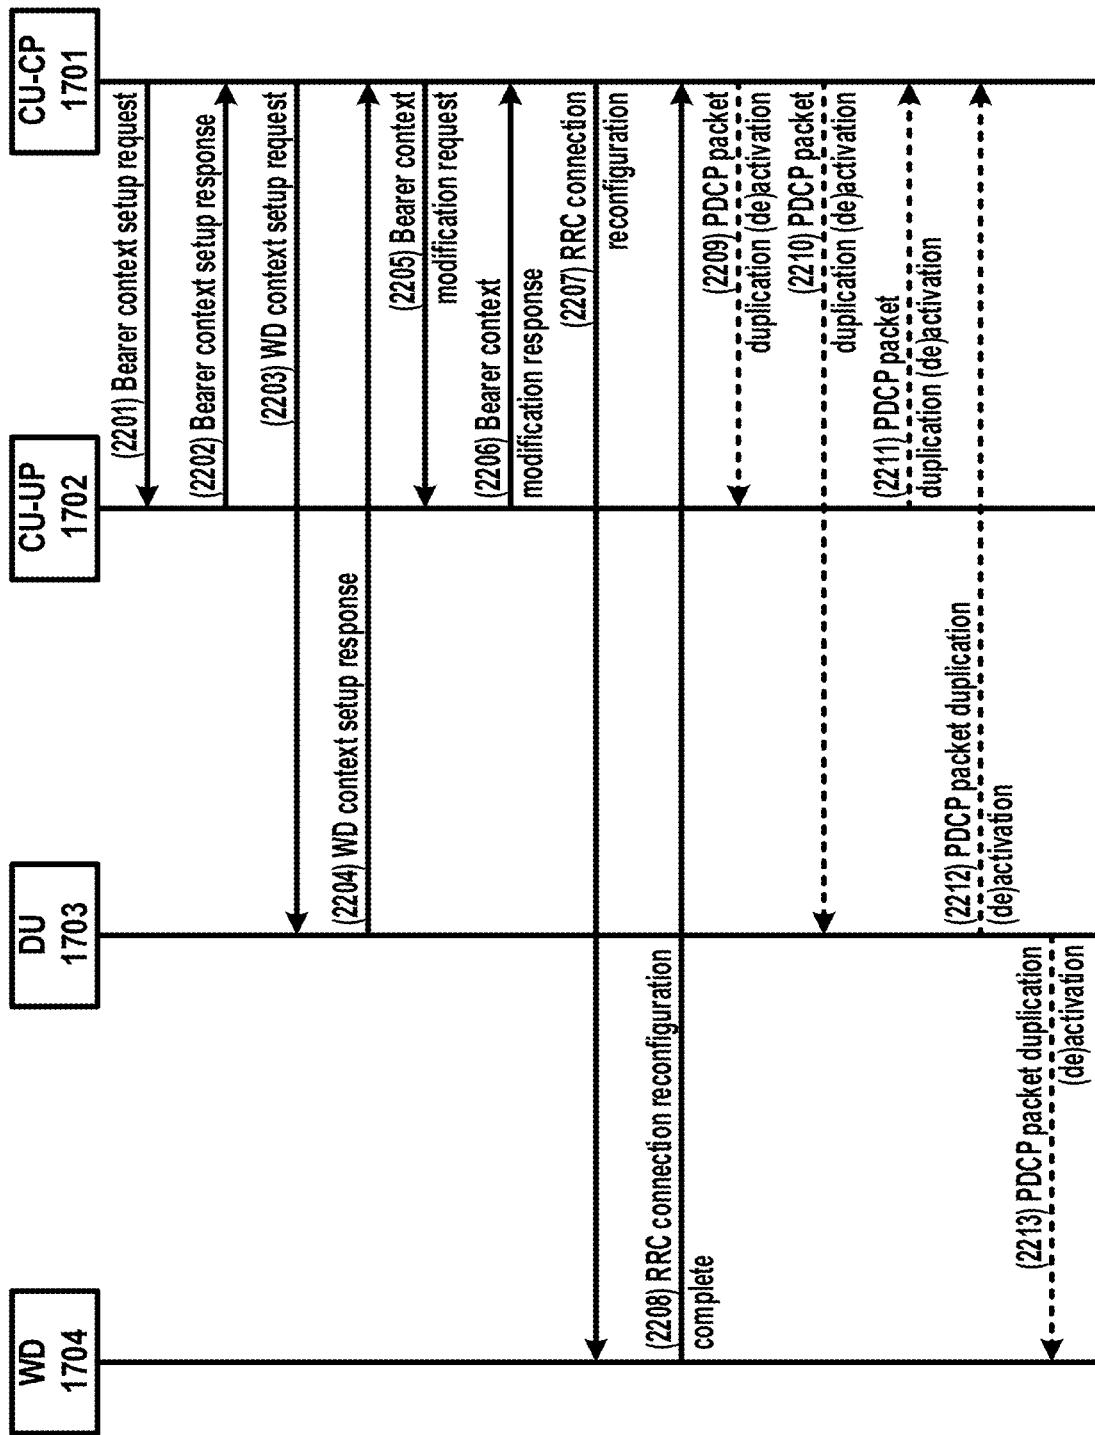 WD
1704
DU
1703
CU-UP
1702
CU-CP
1701
(2201) Bearer context setup request
(2202) Bearer context setup response
(2203) WD context setup request
(2204) WD context setup response
(2205) Bearer context
modification request
(2206) Bearer context
modification response
(2207) RRC connection
reconfiguration
(2208) RRC connection reconfiguration
complete
(2209) PDCP packet
duplication (de)activation
(2210) PDCP packet
duplication (de)activation
(2211) PDCP packet
duplication (de)activation
(2212) PDCP packet duplication
(de)activation
(2213) PDCP packet duplication
(de)activation